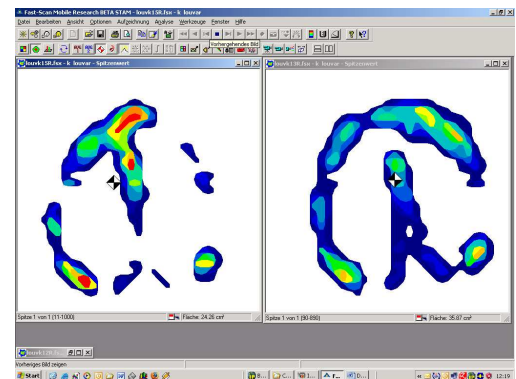 Fast-Scan Mobile Research BETA STAM - louvk1SR.fsx - k louvar
Datei Bearbeiten Ansicht Optionen Aufzeichnung Analyse Werkzeuge Fenster Hilfe
Vorhergehendes Bild
louvk1SR.fsx - k louvar - Spitzenwert
louvk1SR.fsx - k louvar - Spitzenwert
Spitze 1 von 1 (11-1000) Fläche: 24.26 cm²
Spitze 1 von 1 (90-890) Fläche: 35.87 cm²
Vorheriges Bild zeigen
Start
B... C... I... F... D...
12:19